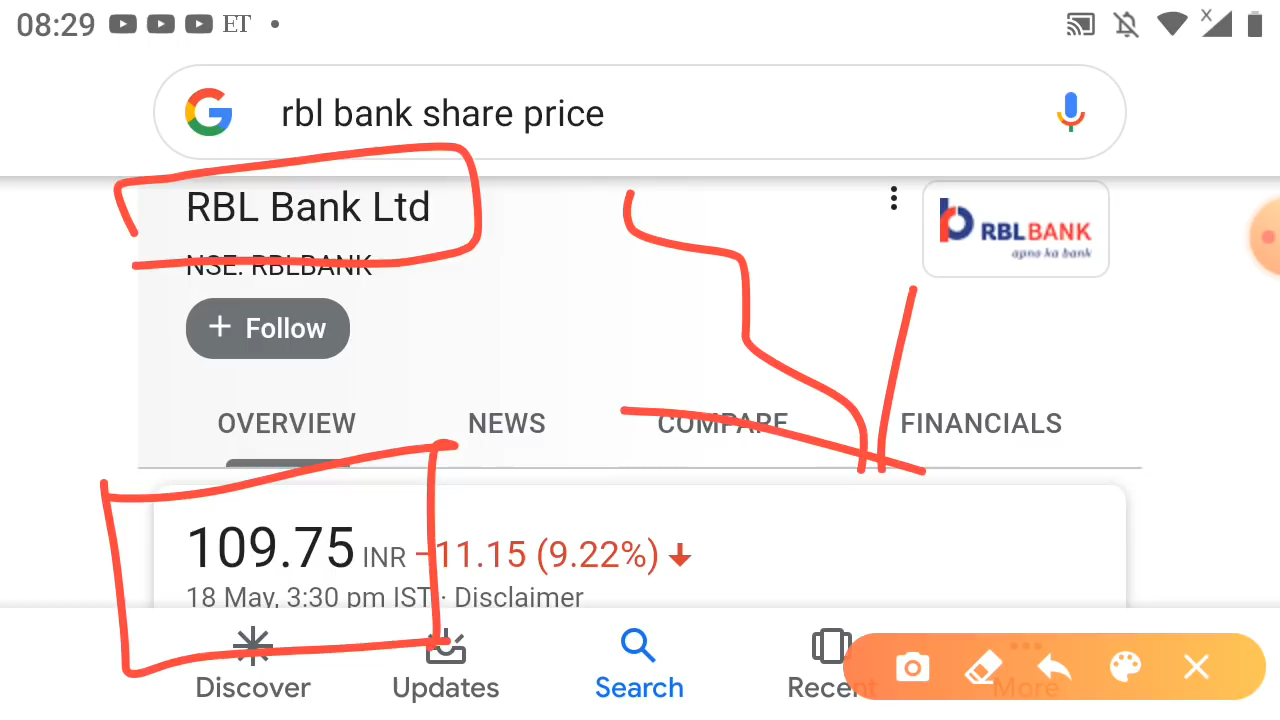 08:29 ET
rbl bank share price
RBL Bank Ltd
RBLBANK
apno ka bank
NSE: RBLBANK
+ Follow
OVERVIEW NEWS COMPARE FINANCIALS
109.75 INR −11.15 (9.22%)
18 May, 3:30 pm IST · Disclaimer
Discover Updates Search Recent More